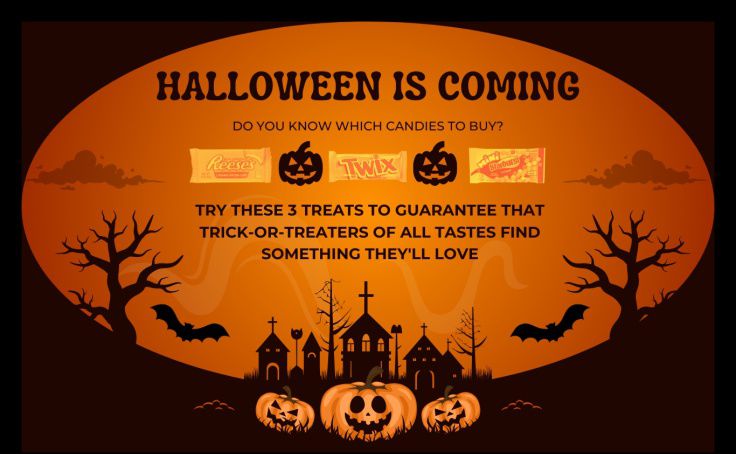 HALLOWEEN IS COMING
DO YOU KNOW WHICH CANDIES TO BUY?
Reese's TWIX
TRY THESE 3 TREATS TO GUARANTEE THAT
TRICK-OR-TREATERS OF ALL TASTES FIND
SOMETHING THEY'LL LOVE